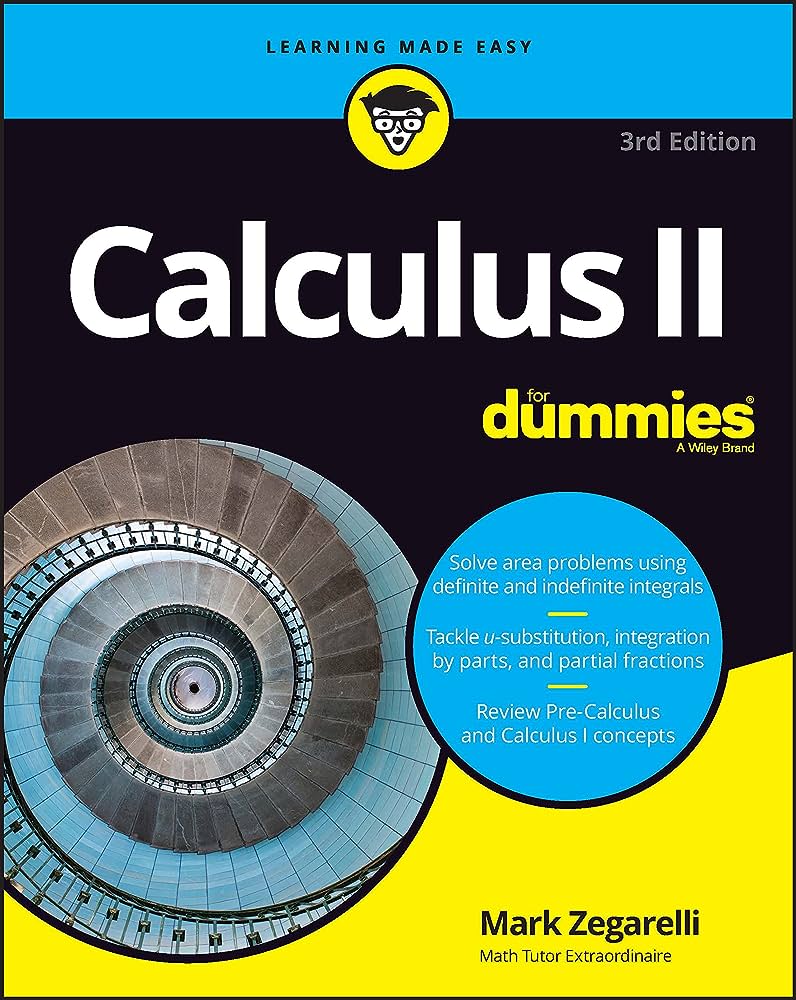 LEARNING MADE EASY
3rd Edition
Calculus II
for
dummies®
A Wiley Brand
Solve area problems using
definite and indefinite integrals
Tackle u-substitution, integration
by parts, and partial fractions
Review Pre-Calculus
and Calculus I concepts
Mark Zegarelli
Math Tutor Extraordinaire